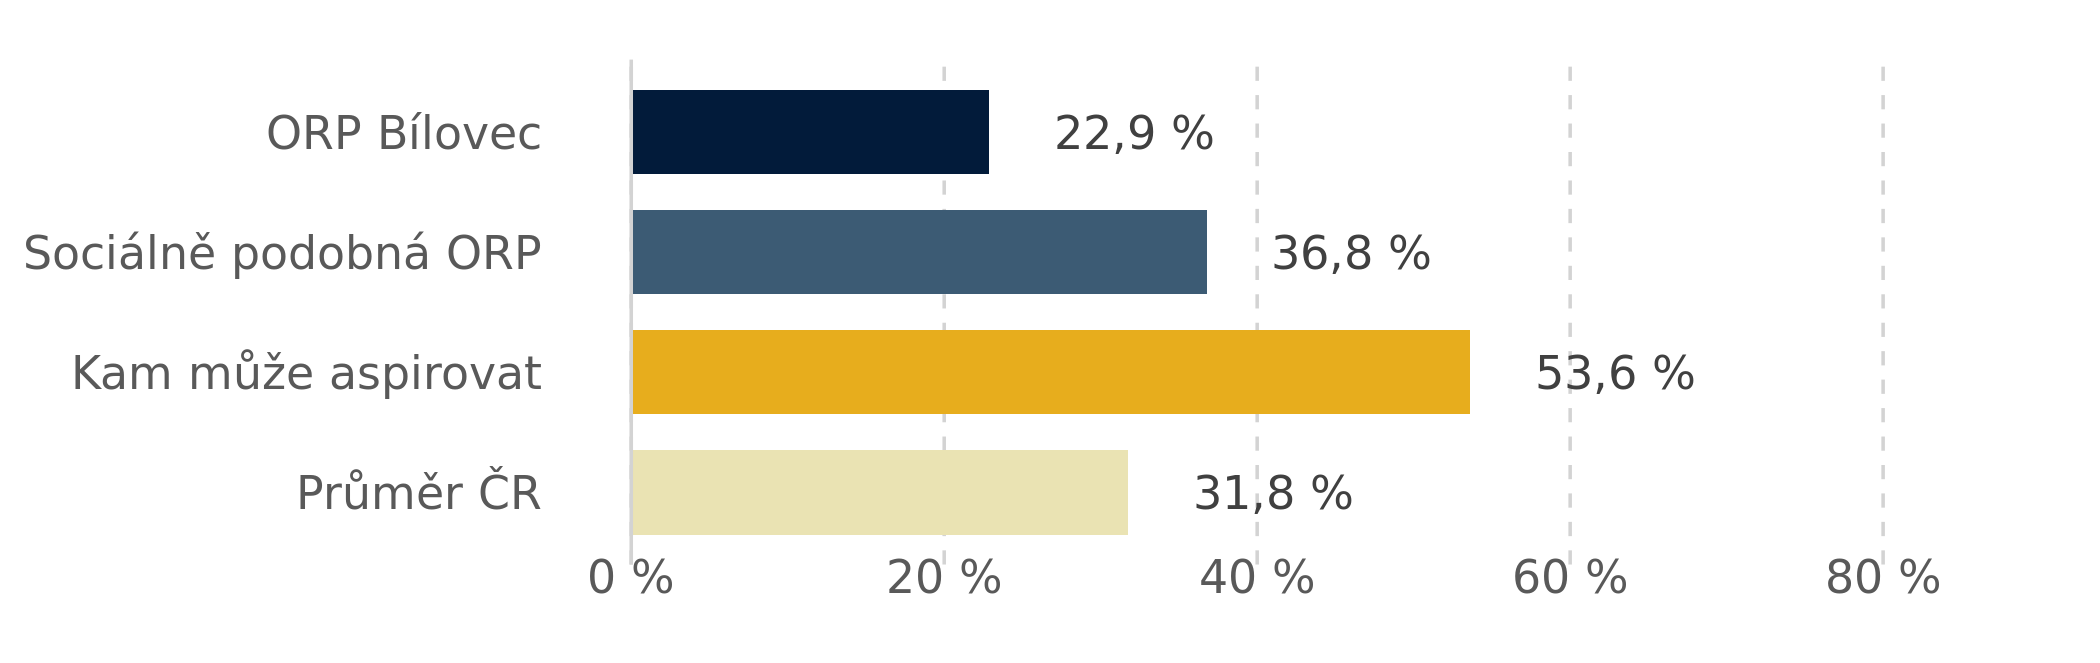 ORP Bílovec 22,9 %
Sociálně podobná ORP 36,8 %
Kam může aspirovat 53,6 %
Průměr ČR 31,8 %
0 % 20 % 40 % 60 % 80 %